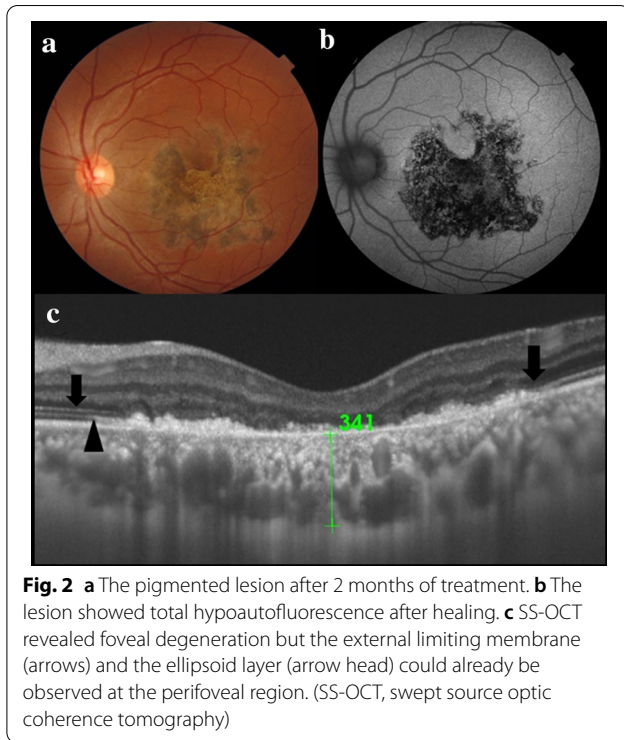 a
b
c
341
Fig. 2 a The pigmented lesion after 2 months of treatment. b The
lesion showed total hypoautofluorescence after healing. c SS-OCT
revealed foveal degeneration but the external limiting membrane
(arrows) and the ellipsoid layer (arrow head) could already be
observed at the perifoveal region. (SS-OCT, swept source optic
coherence tomography)